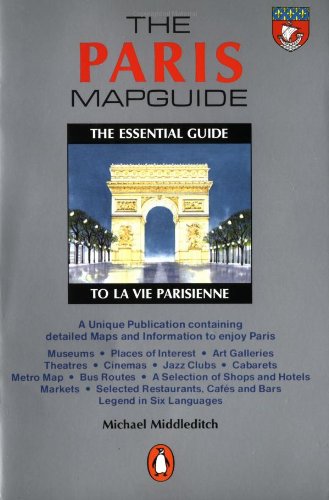 THE
PARIS
MAPGUIDE
THE ESSENTIAL GUIDE
TO LA VIE PARISIENNE
A Unique Publication containing
detailed Maps and Information to enjoy Paris
Museums • Places of Interest • Art Galleries
Theatres • Cinemas • Jazz Clubs • Cabarets
Metro Map • Bus Routes • A Selection of Shops and Hotels
Markets • Selected Restaurants, Cafés and Bars
Legend in Six Languages
Michael Middleditch